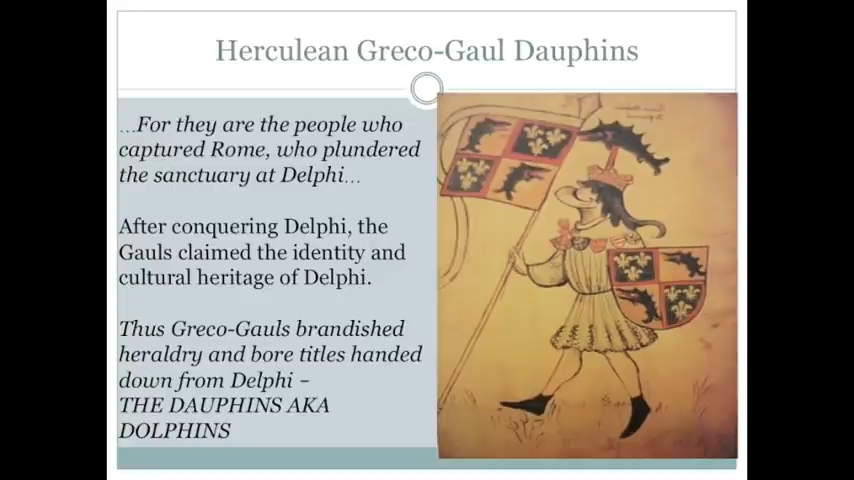 Herculean Greco-Gaul Dauphins
…For they are the people who
captured Rome, who plundered
the sanctuary at Delphi…
After conquering Delphi, the
Gauls claimed the identity and
cultural heritage of Delphi.
Thus Greco-Gauls brandished
heraldry and bore titles handed
down from Delphi –
THE DAUPHINS AKA
DOLPHINS